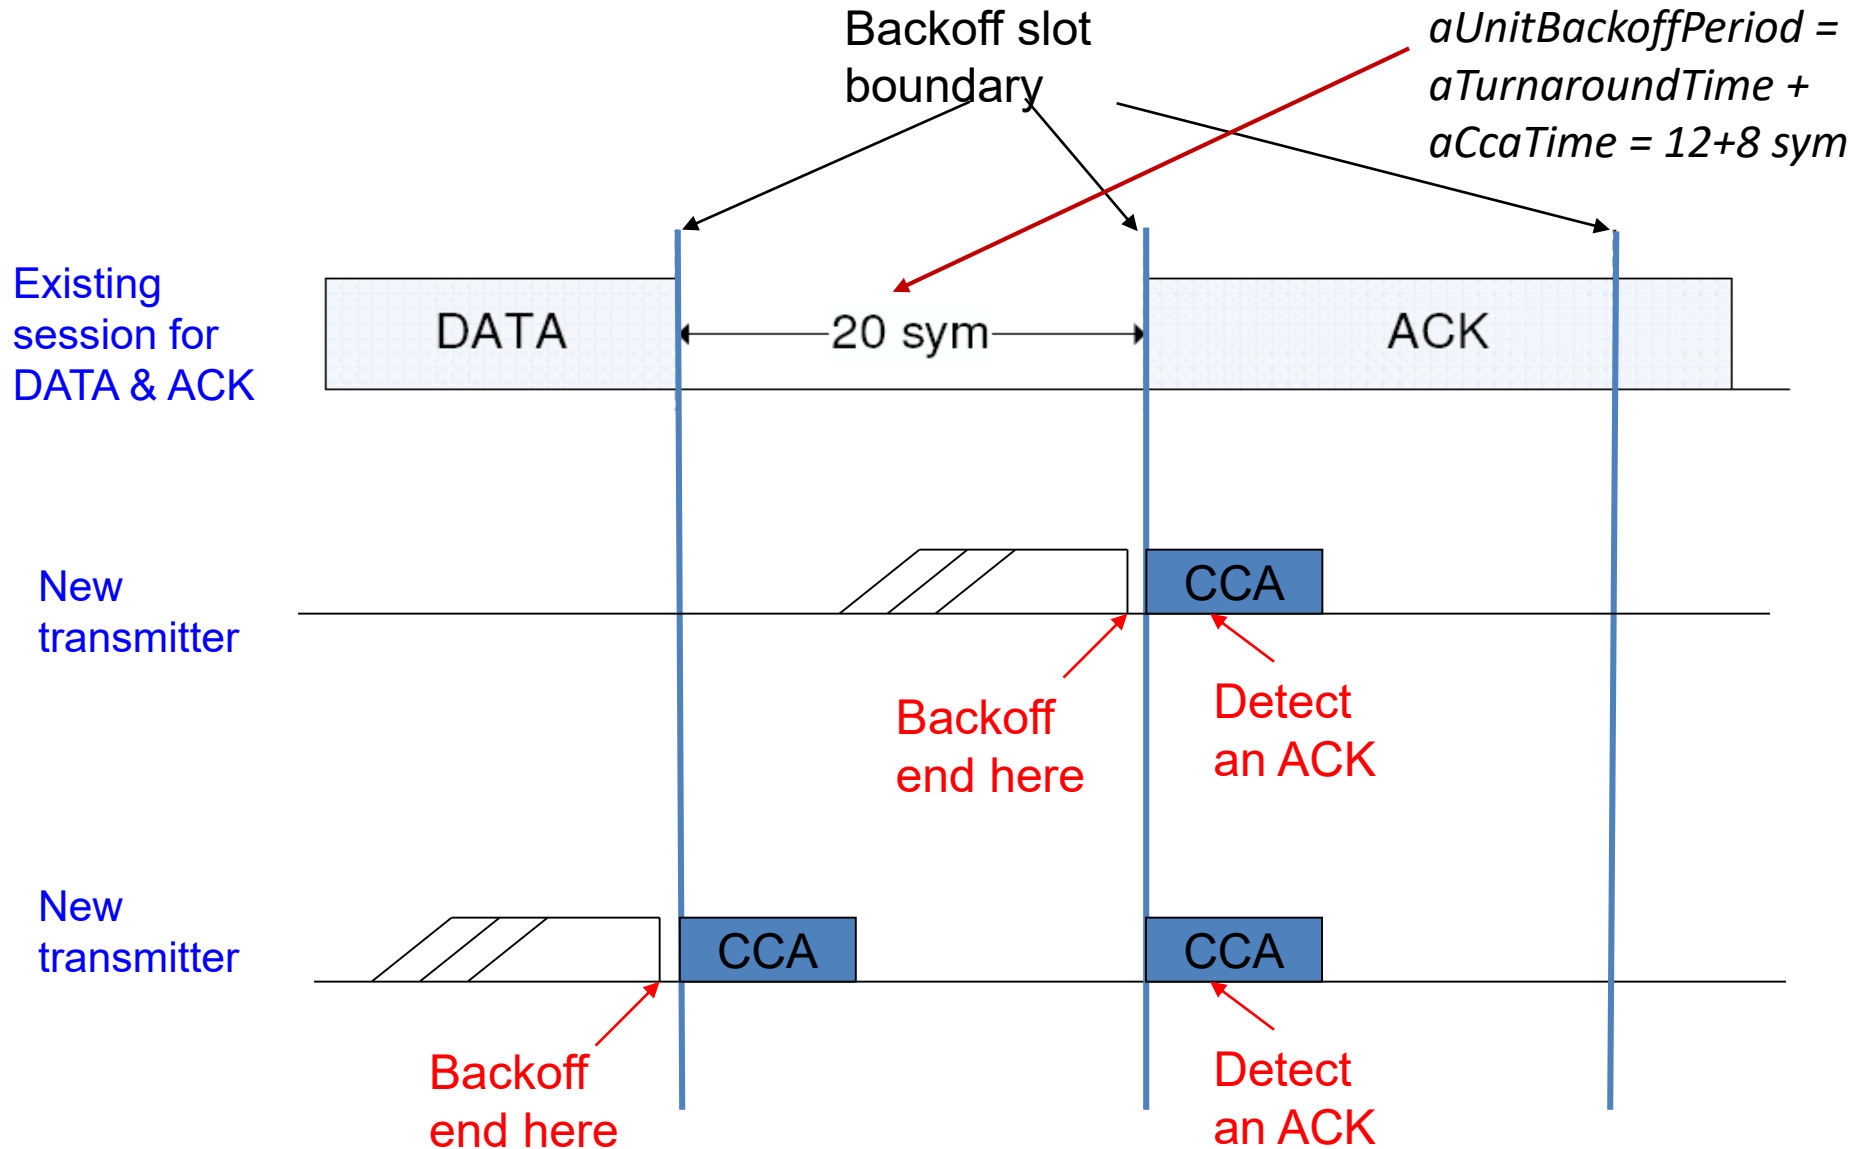 Backoff slot
boundary
aUnitBackoffPeriod =
aTurnaroundTime +
aCcaTime = 12+8 sym
Existing
session for
DATA & ACK
DATA
20 sym
ACK
New
transmitter
CCA
Backoff
end here
Detect
an ACK
New
transmitter
CCA
CCA
Backoff
end here
Detect
an ACK